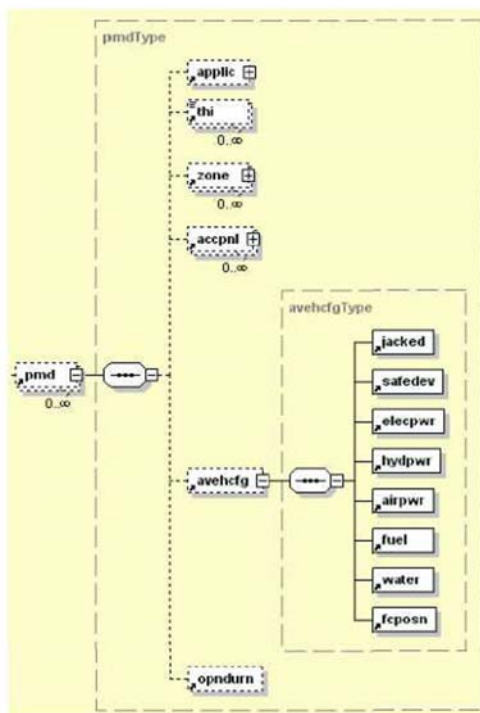 pmdType
applic
thi
0..∞
zone
0..∞
accpnl
0..∞
avehcfgType
jacked
safedev
pmd
0..∞
elecpwr
hydpwr
avehcfg
airpwr
fuel
water
fcposn
opndurn